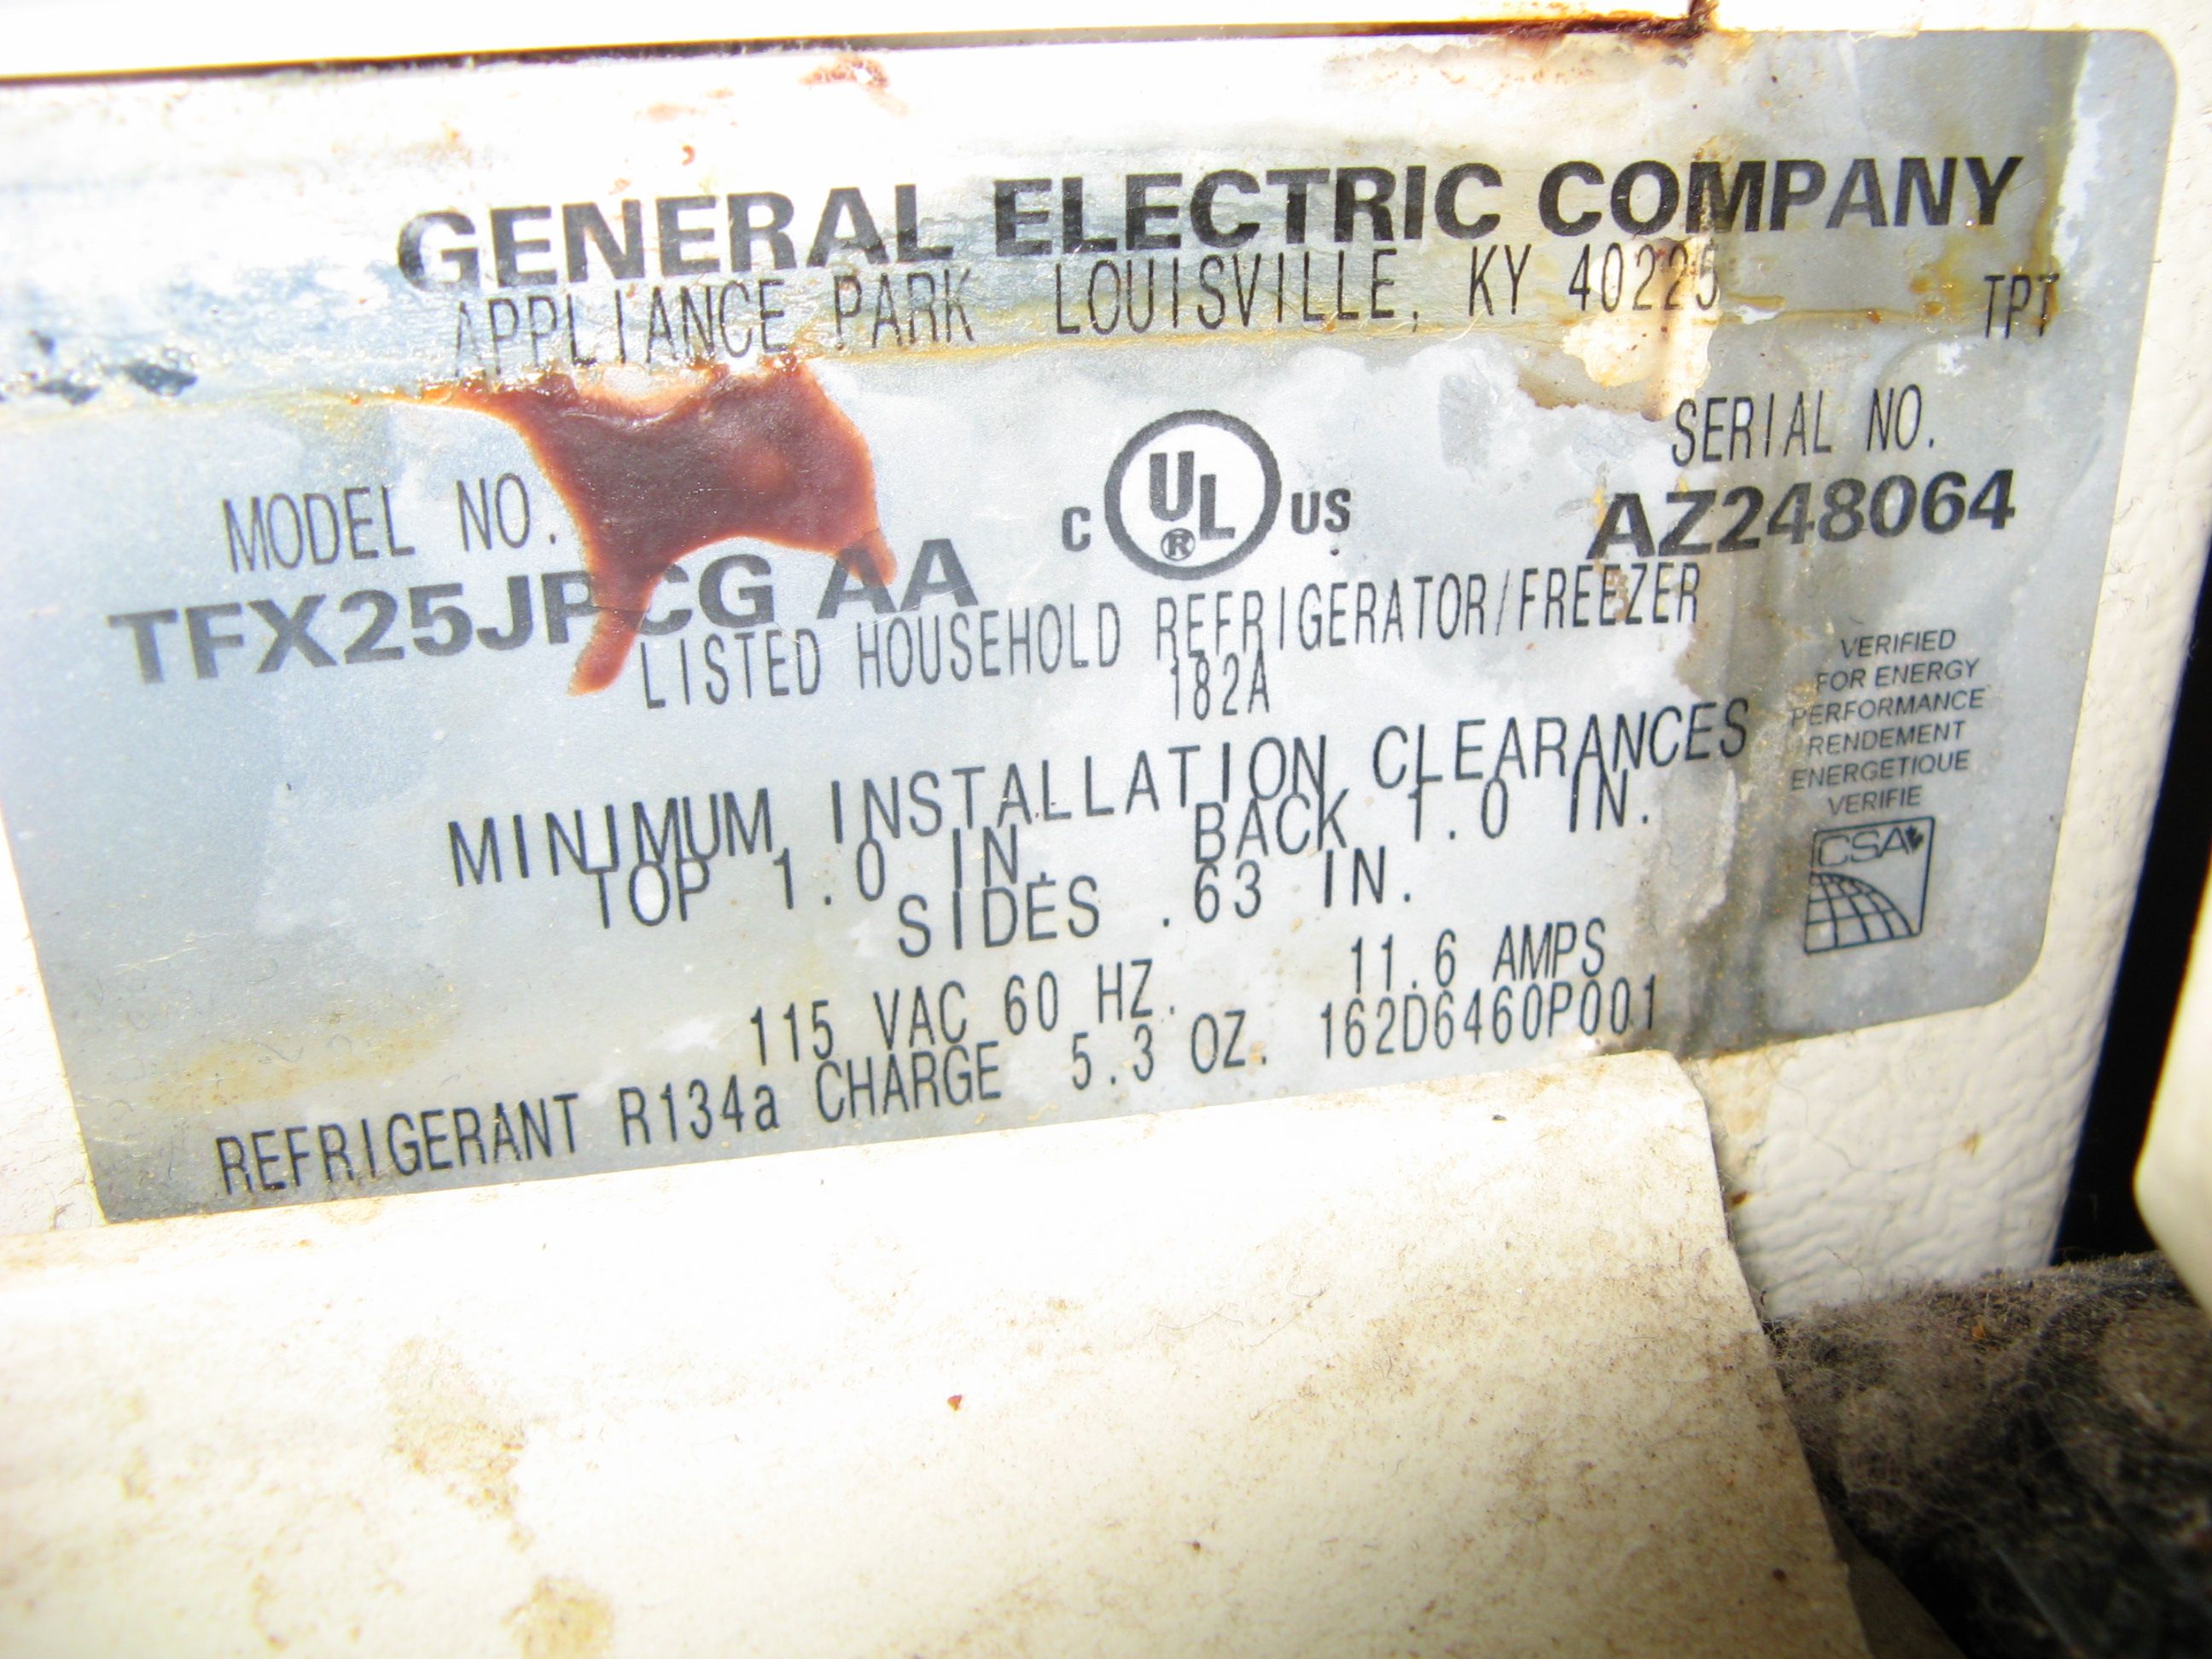 GENERAL ELECTRIC COMPANY
APPLIANCE PARK LOUISVILLE, KY 40225
TPT
MODEL NO.
TFX25JPCG AA
C UL® US
SERIAL NO.
AZ248064
LISTED HOUSEHOLD REFRIGERATOR/FREEZER
182A
MINIMUM INSTALLATION CLEARANCES
TOP 1.0 IN. BACK 1.0 IN.
SIDES .63 IN.
115 VAC 60 HZ. 11.6 AMPS
REFRIGERANT R134a CHARGE 5.3 OZ. 162D6460P001
VERIFIED
FOR ENERGY
PERFORMANCE
RENDEMENT
ENERGETIQUE
VERIFIE
CSA